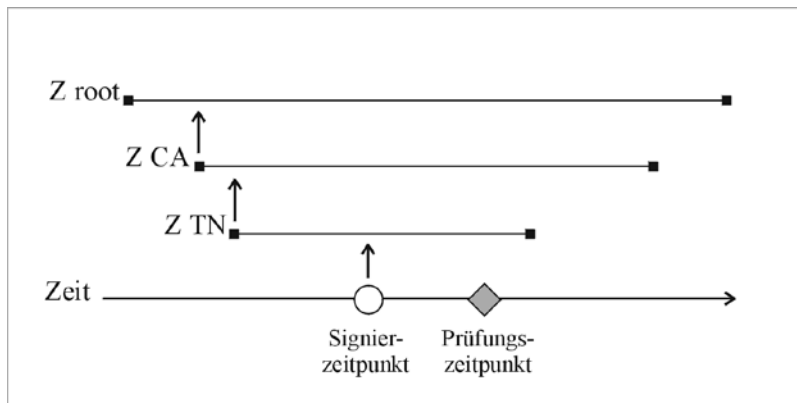 Z root
Z CA
Z TN
Zeit
Signier-
zeitpunkt
Prüfungs-
zeitpunkt